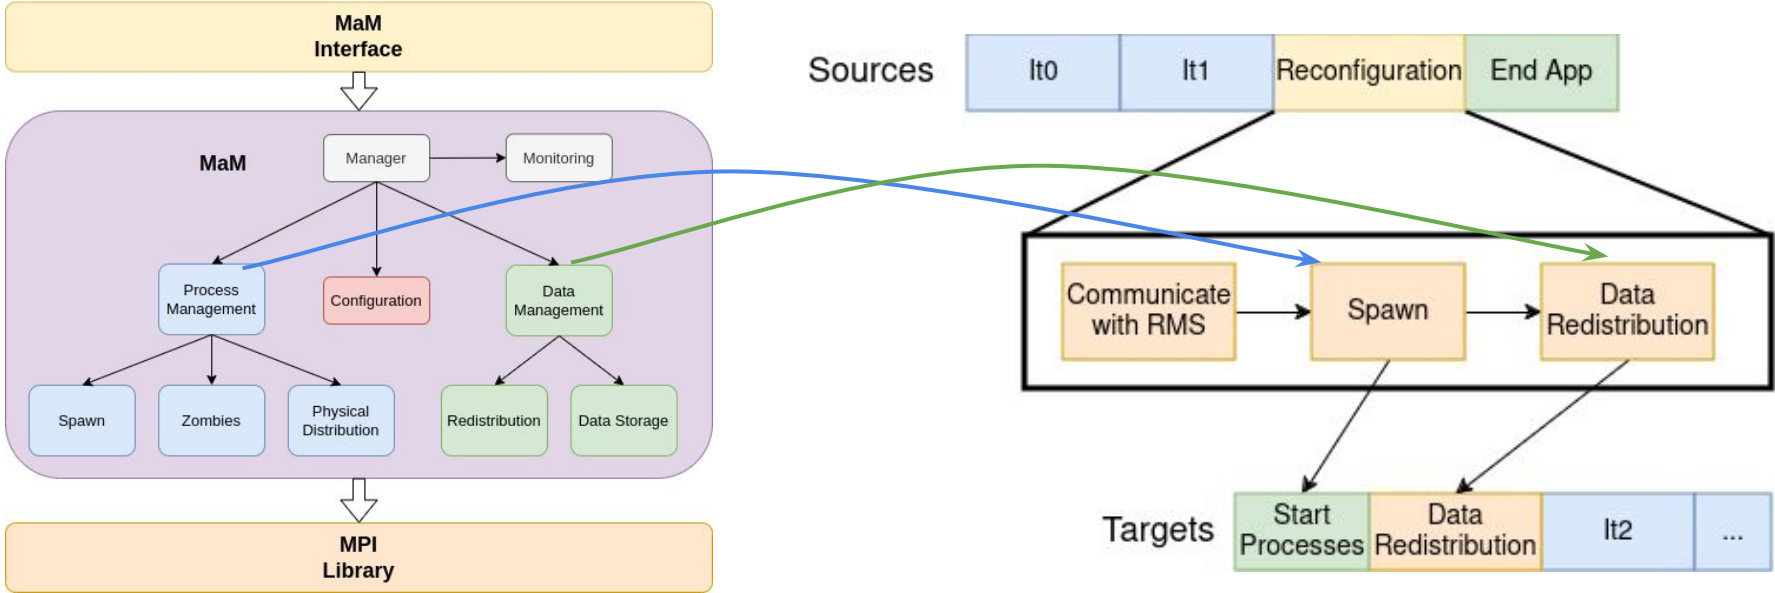 MaM
Interface
MaM
Manager
Monitoring
Process
Management
Configuration
Data
Management
Spawn
Zombies
Physical
Distribution
Redistribution
Data Storage
MPI
Library
Sources
It0
It1
Reconfiguration
End App
Communicate
with RMS
Spawn
Data
Redistribution
Targets
Start
Processes
Data
Redistribution
It2
...